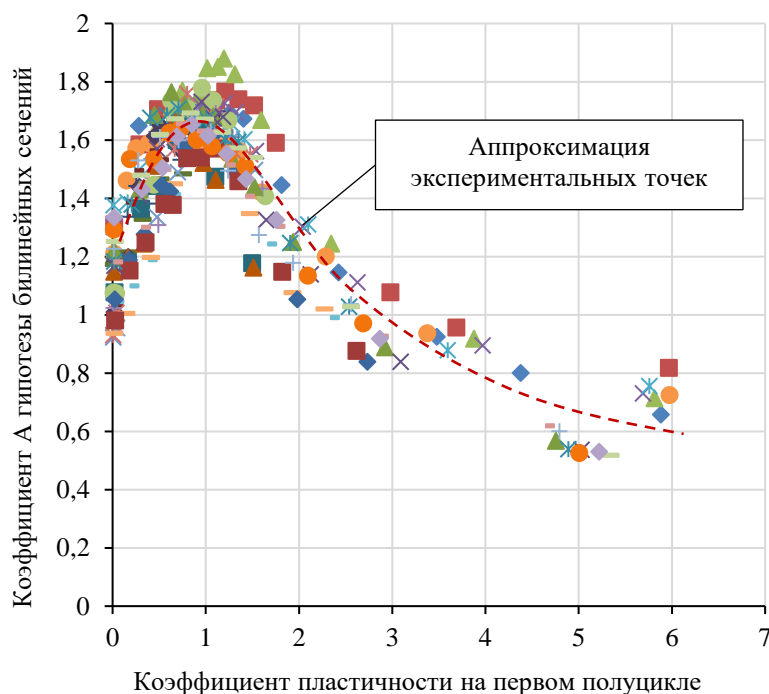 Коэффициент А гипотезы билинейных сечений
2
1,8
1,6
1,4
1,2
1
0,8
0,6
0,4
0,2
0
Аппроксимация
экспериментальных точек
0 1 2 3 4 5 6 7
Коэффициент пластичности на первом полуцикле